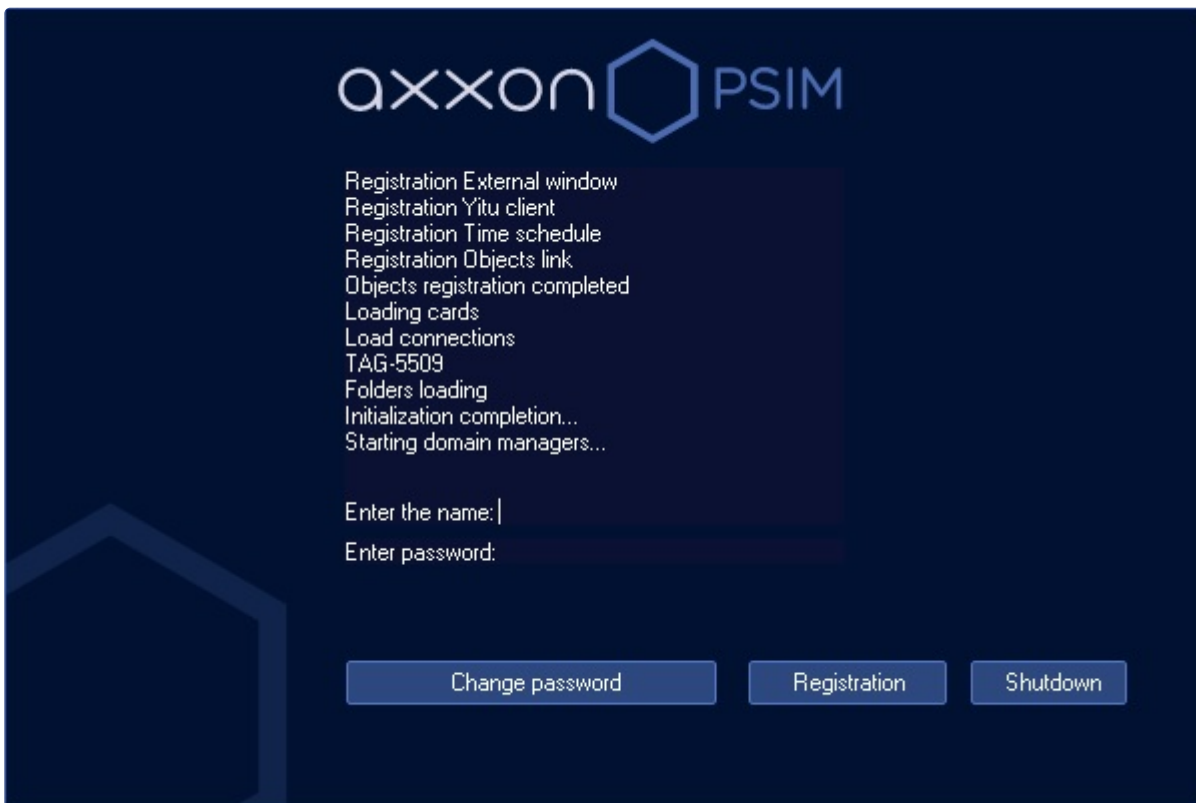 axxon PSIM
Registration External window
Registration Yitu client
Registration Time schedule
Registration Objects link
Objects registration completed
Loading cards
Load connections
TAG-5509
Folders loading
Initialization completion...
Starting domain managers...
Enter the name:
Enter password:
Change password
Registration
Shutdown